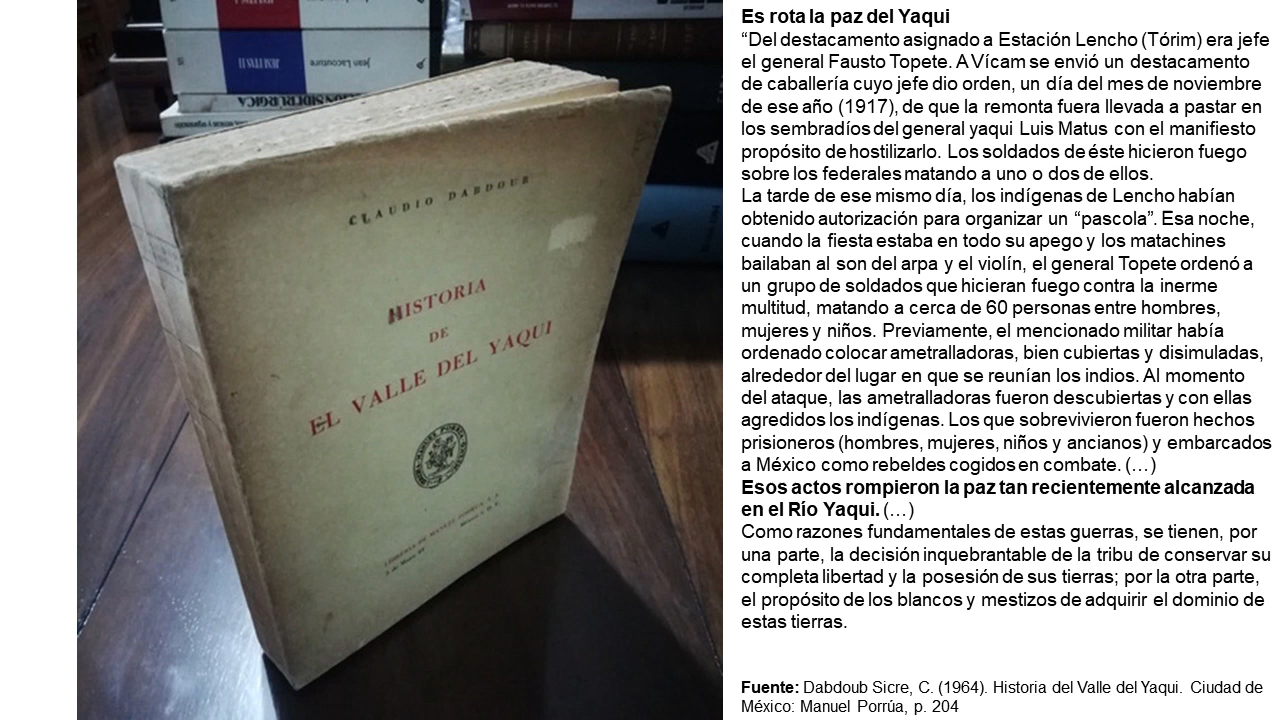 Jean Lacouture
JESUITAS II
SIDERURGICA
CLAUDIO DABDOUB
HISTORIA
DE
EL VALLE DEL YAQUI
LIBRERIA DE MANUEL PORRUA, S. A.
5 de Mayo
México
Es rota la paz del Yaqui
“Del destacamento asignado a Estación Lencho (Tórim) era jefe
el general Fausto Topete. A Vícam se envió un destacamento
de caballería cuyo jefe dio orden, un día del mes de noviembre
de ese año (1917), de que la remonta fuera llevada a pastar en
los sembradíos del general yaqui Luis Matus con el manifiesto
propósito de hostilizarlo. Los soldados de éste hicieron fuego
sobre los federales matando a uno o dos de ellos.
La tarde de ese mismo día, los indígenas de Lencho habían
obtenido autorización para organizar un “pascola”. Esa noche,
cuando la fiesta estaba en todo su apego y los matachines
bailaban al son del arpa y el violín, el general Topete ordenó a
un grupo de soldados que hicieran fuego contra la inerme
multitud, matando a cerca de 60 personas entre hombres,
mujeres y niños. Previamente, el mencionado militar había
ordenado colocar ametralladoras, bien cubiertas y disimuladas,
alrededor del lugar en que se reunían los indios. Al momento
del ataque, las ametralladoras fueron descubiertas y con ellas
agredidos los indígenas. Los que sobrevivieron fueron hechos
prisioneros (hombres, mujeres, niños y ancianos) y embarcados
a México como rebeldes cogidos en combate. (…)
Esos actos rompieron la paz tan recientemente alcanzada
en el Río Yaqui. (…)
Como razones fundamentales de estas guerras, se tienen, por
una parte, la decisión inquebrantable de la tribu de conservar su
completa libertad y la posesión de sus tierras; por la otra parte,
el propósito de los blancos y mestizos de adquirir el dominio de
estas tierras.
Fuente: Dabdoub Sicre, C. (1964). Historia del Valle del Yaqui. Ciudad de
México: Manuel Porrúa, p. 204